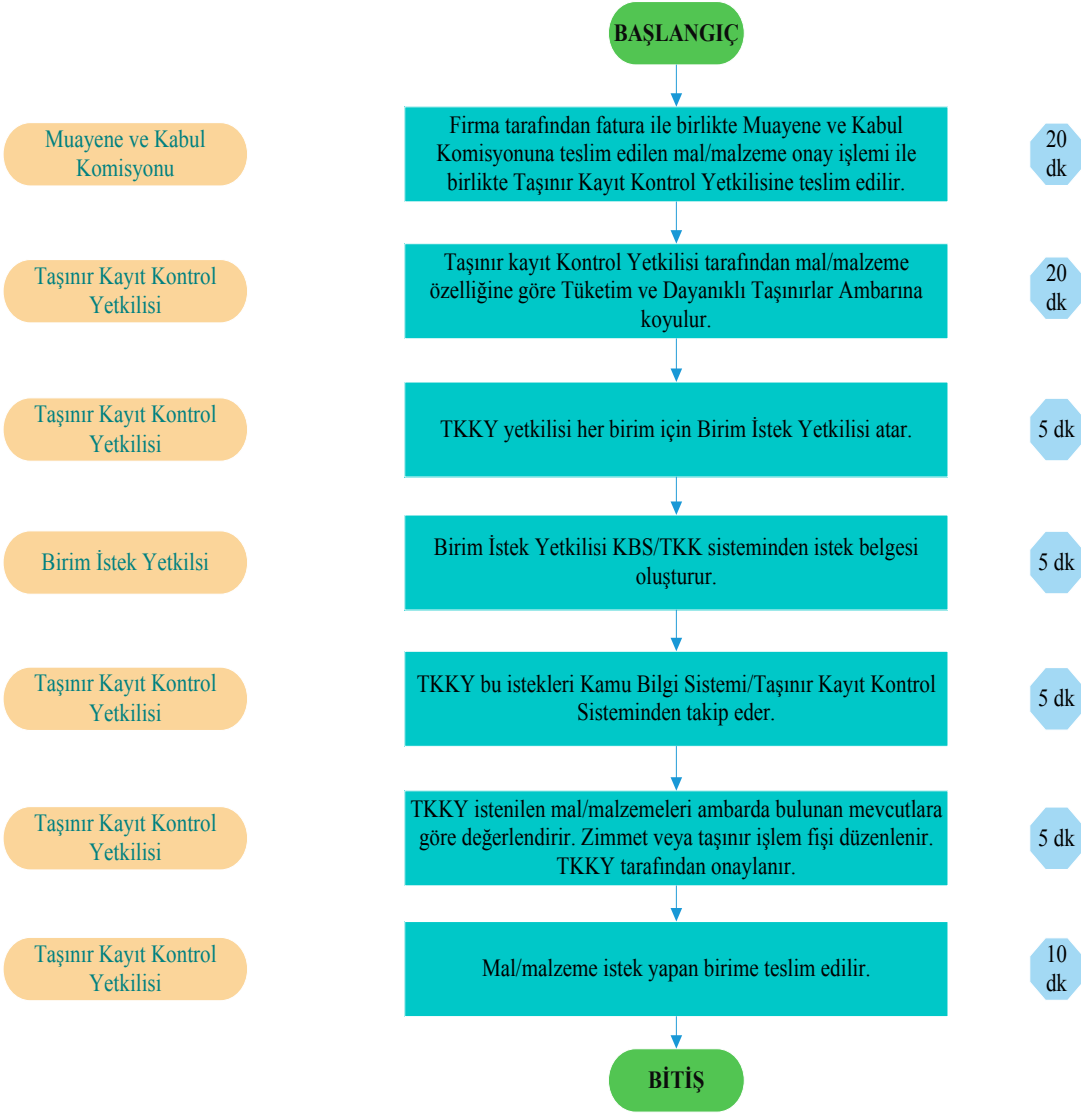 BAŞLANGIÇ
Muayene ve Kabul
Komisyonu
Firma tarafından fatura ile birlikte Muayene ve Kabul
Komisyonuna teslim edilen mal/malzeme onay işlemi ile
birlikte Taşınır Kayıt Kontrol Yetkilisine teslim edilir.
20
dk
Taşınır Kayıt Kontrol
Yetkilisi
Taşınır kayıt Kontrol Yetkilisi tarafından mal/malzeme
özelliğine göre Tüketim ve Dayanıklı Taşınırlar Ambarına
koyulur.
20
dk
Taşınır Kayıt Kontrol
Yetkilisi
TKKY yetkilisi her birim için Birim İstek Yetkilisi atar.
5 dk
Birim İstek Yetkilsi
Birim İstek Yetkilisi KBS/TKK sisteminden istek belgesi
oluşturur.
5 dk
Taşınır Kayıt Kontrol
Yetkilisi
TKKY bu istekleri Kamu Bilgi Sistemi/Taşınır Kayıt Kontrol
Sisteminden takip eder.
5 dk
Taşınır Kayıt Kontrol
Yetkilisi
TKKY istenilen mal/malzemeleri ambarda bulunan mevcutlara
göre değerlendirir. Zimmet veya taşınır işlem fişi düzenlenir.
TKKY tarafından onaylanır.
5 dk
Taşınır Kayıt Kontrol
Yetkilisi
Mal/malzeme istek yapan birime teslim edilir.
10
dk
BİTİŞ